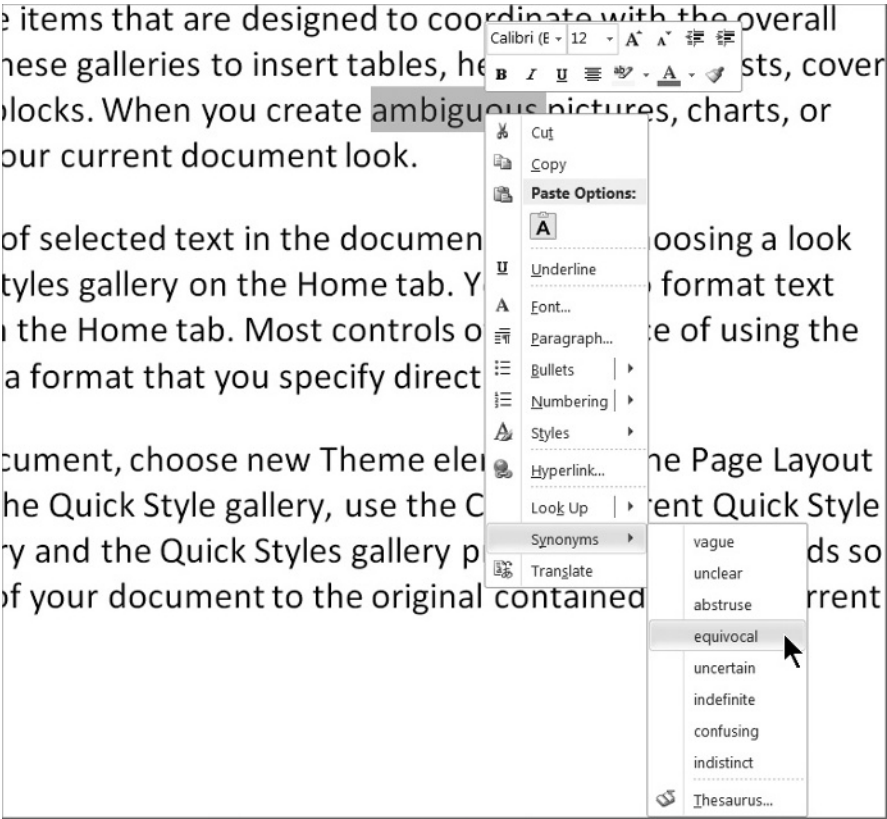 e items that are designed to coordinate with the overall
hese galleries to insert tables, he sts, cover
blocks. When you create ambiguous pictures, charts, or
our current document look.
of selected text in the documen oosing a look
tyles gallery on the Home tab. Y o format text
the Home tab. Most controls o ce of using the
a format that you specify direct
cument, choose new Theme ele he Page Layout
he Quick Style gallery, use the C rent Quick Style
ry and the Quick Styles gallery p ds so
of your document to the original contained rrent
Calibri (E 12 A A
B I U ab A
Cut
Copy
Paste Options:
A
U Underline
A Font...
Paragraph...
Bullets
Numbering
Styles
Hyperlink...
Look Up
Synonyms
Translate
vague
unclear
abstruse
equivocal
uncertain
indefinite
confusing
indistinct
Thesaurus...